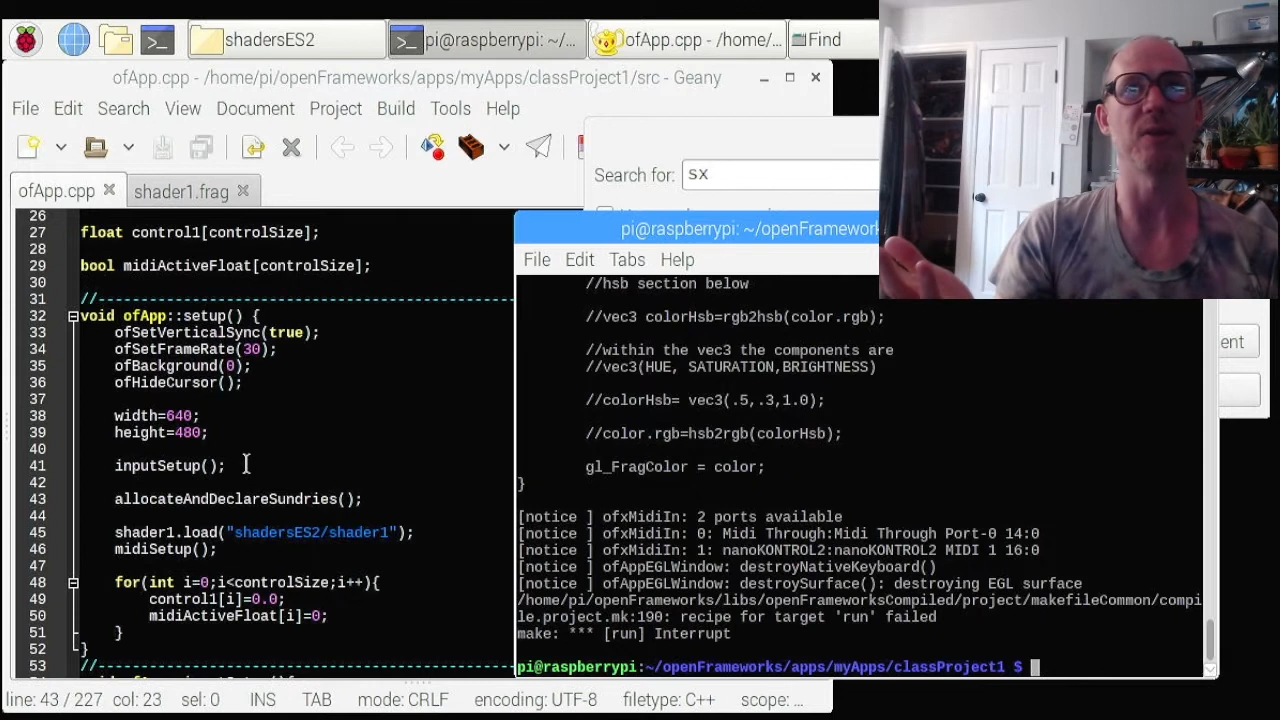 shadersES2
pi@raspberrypi: ~/...
ofApp.cpp - /home/...
Find
ofApp.cpp - /home/pi/openFrameworks/apps/myApps/classProject1/src - Geany
File Edit Search View Document Project Build Tools Help
Search for: sx
ofApp.cpp
shader1.frag
26
27 float control1[controlSize];
28
29 bool midiActiveFloat[controlSize];
30
31 //--------------------------------------------------
32 void ofApp::setup() {
33 ofSetVerticalSync(true);
34 ofSetFrameRate(30);
35 ofBackground(0);
36 ofHideCursor();
37
38 width=640;
39 height=480;
40
41 inputSetup();
42
43 allocateAndDeclareSundries();
44
45 shader1.load("shadersES2/shader1");
46 midiSetup();
47
48 for(int i=0;i<controlSize;i++){
49 control1[i]=0.0;
50 midiActiveFloat[i]=0;
51 }
52 }
53 //--------------------------------------------------
line: 43 / 227 col: 23 sel: 0 INS TAB mode: CRLF encoding: UTF-8 filetype: C++ scope: ...
pi@raspberrypi: ~/openFramework
File Edit Tabs Help
//hsb section below
//vec3 colorHsb=rgb2hsb(color.rgb);
//within the vec3 the components are
//vec3(HUE, SATURATION,BRIGHTNESS)
//colorHsb= vec3(.5,.3,1.0);
//color.rgb=hsb2rgb(colorHsb);
gl_FragColor = color;
}
[notice ] ofxMidiIn: 2 ports available
[notice ] ofxMidiIn: 0: Midi Through:Midi Through Port-0 14:0
[notice ] ofxMidiIn: 1: nanoKONTROL2:nanoKONTROL2 MIDI 1 16:0
[notice ] ofAppEGLWindow: destroyNativeKeyboard()
[notice ] ofAppEGLWindow: destroySurface(): destroying EGL surface
/home/pi/openFrameworks/libs/openFrameworksCompiled/project/makefileCommon/compi
le.project.mk:190: recipe for target 'run' failed
make: *** [run] Interrupt
pi@raspberrypi:~/openFrameworks/apps/myApps/classProject1 $
ent